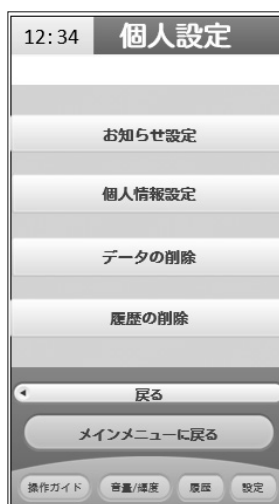 12:34 個人設定
お知らせ設定
個人情報設定
データの削除
履歴の削除
戻る
メインメニューに戻る
操作ガイド 音量/輝度 履歴 設定